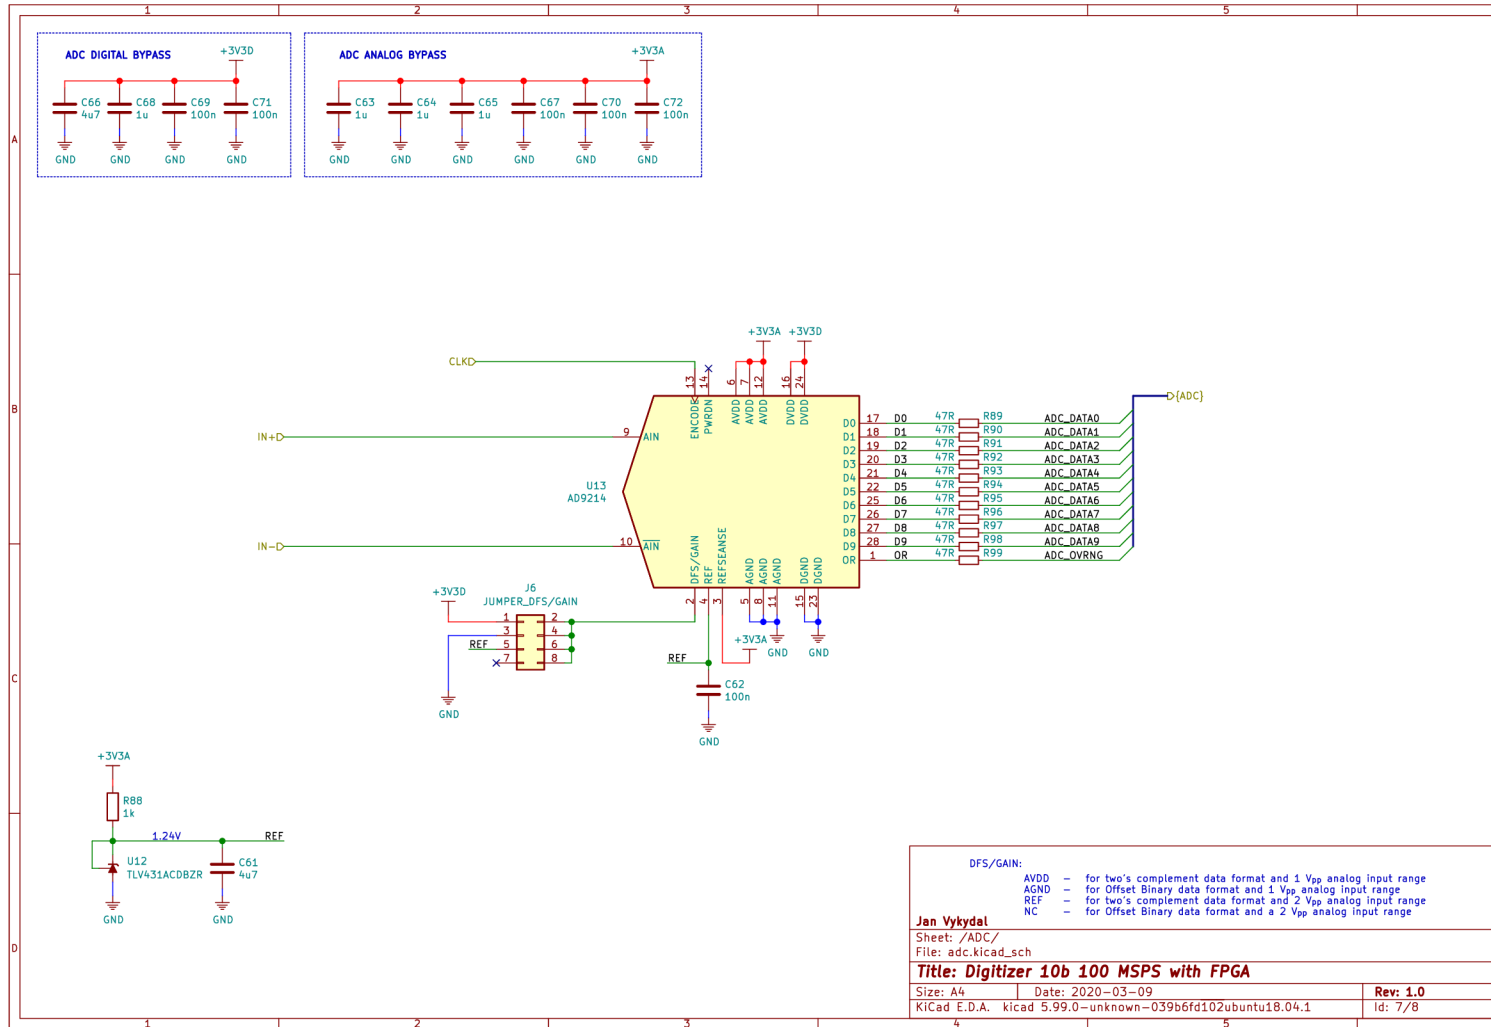 1 2 3 4 5
ADC DIGITAL BYPASS
+3V3D
C66 4u7
C68 1u
C69 100n
C71 100n
GND GND GND GND
ADC ANALOG BYPASS
+3V3A
C63 1u
C64 1u
C65 1u
C67 100n
C70 100n
C72 100n
GND GND GND GND GND GND
A A
B
C
D
+3V3A +3V3D
CLK
13 14 6 7 12 16 24
ENCODE PWRDN AVDD AVDD AVDD DVDD DVDD
IN+ 9 AIN
IN- 10 AIN
U13
AD9214
D0 17 D0 47R R89 ADC_DATA0
D1 18 D1 47R R90 ADC_DATA1
D2 19 D2 47R R91 ADC_DATA2
D3 20 D3 47R R92 ADC_DATA3
D4 21 D4 47R R93 ADC_DATA4
D5 22 D5 47R R94 ADC_DATA5
D6 25 D6 47R R95 ADC_DATA6
D7 26 D7 47R R96 ADC_DATA7
D8 27 D8 47R R97 ADC_DATA8
D9 28 D9 47R R98 ADC_DATA9
OR 1 OR 47R R99 ADC_OVRNG
{ADC}
DFS/GAIN REF REFSEANSE AGND AGND AGND DGND DGND
2 4 3 5 8 11 15 23
+3V3A GND GND
J6
JUMPER_DFS/GAIN
+3V3D
1 2
3 4
REF 5 6
7 8
GND
REF
C62
100n
GND
+3V3A
R88
1k
1.24V REF
U12
TLV431ACDBZR
C61
4u7
GND GND
DFS/GAIN:
AVDD – for two's complement data format and 1 Vpp analog input range
AGND – for Offset Binary data format and 1 Vpp analog input range
REF – for two's complement data format and 2 Vpp analog input range
NC – for Offset Binary data format and a 2 Vpp analog input range
Jan Vykydal
Sheet: /ADC/
File: adc.kicad_sch
Title: Digitizer 10b 100 MSPS with FPGA
Size: A4 Date: 2020-03-09 Rev: 1.0
KiCad E.D.A. kicad 5.99.0-unknown-039b6fd102ubuntu18.04.1 Id: 7/8
1 2 3 4 5